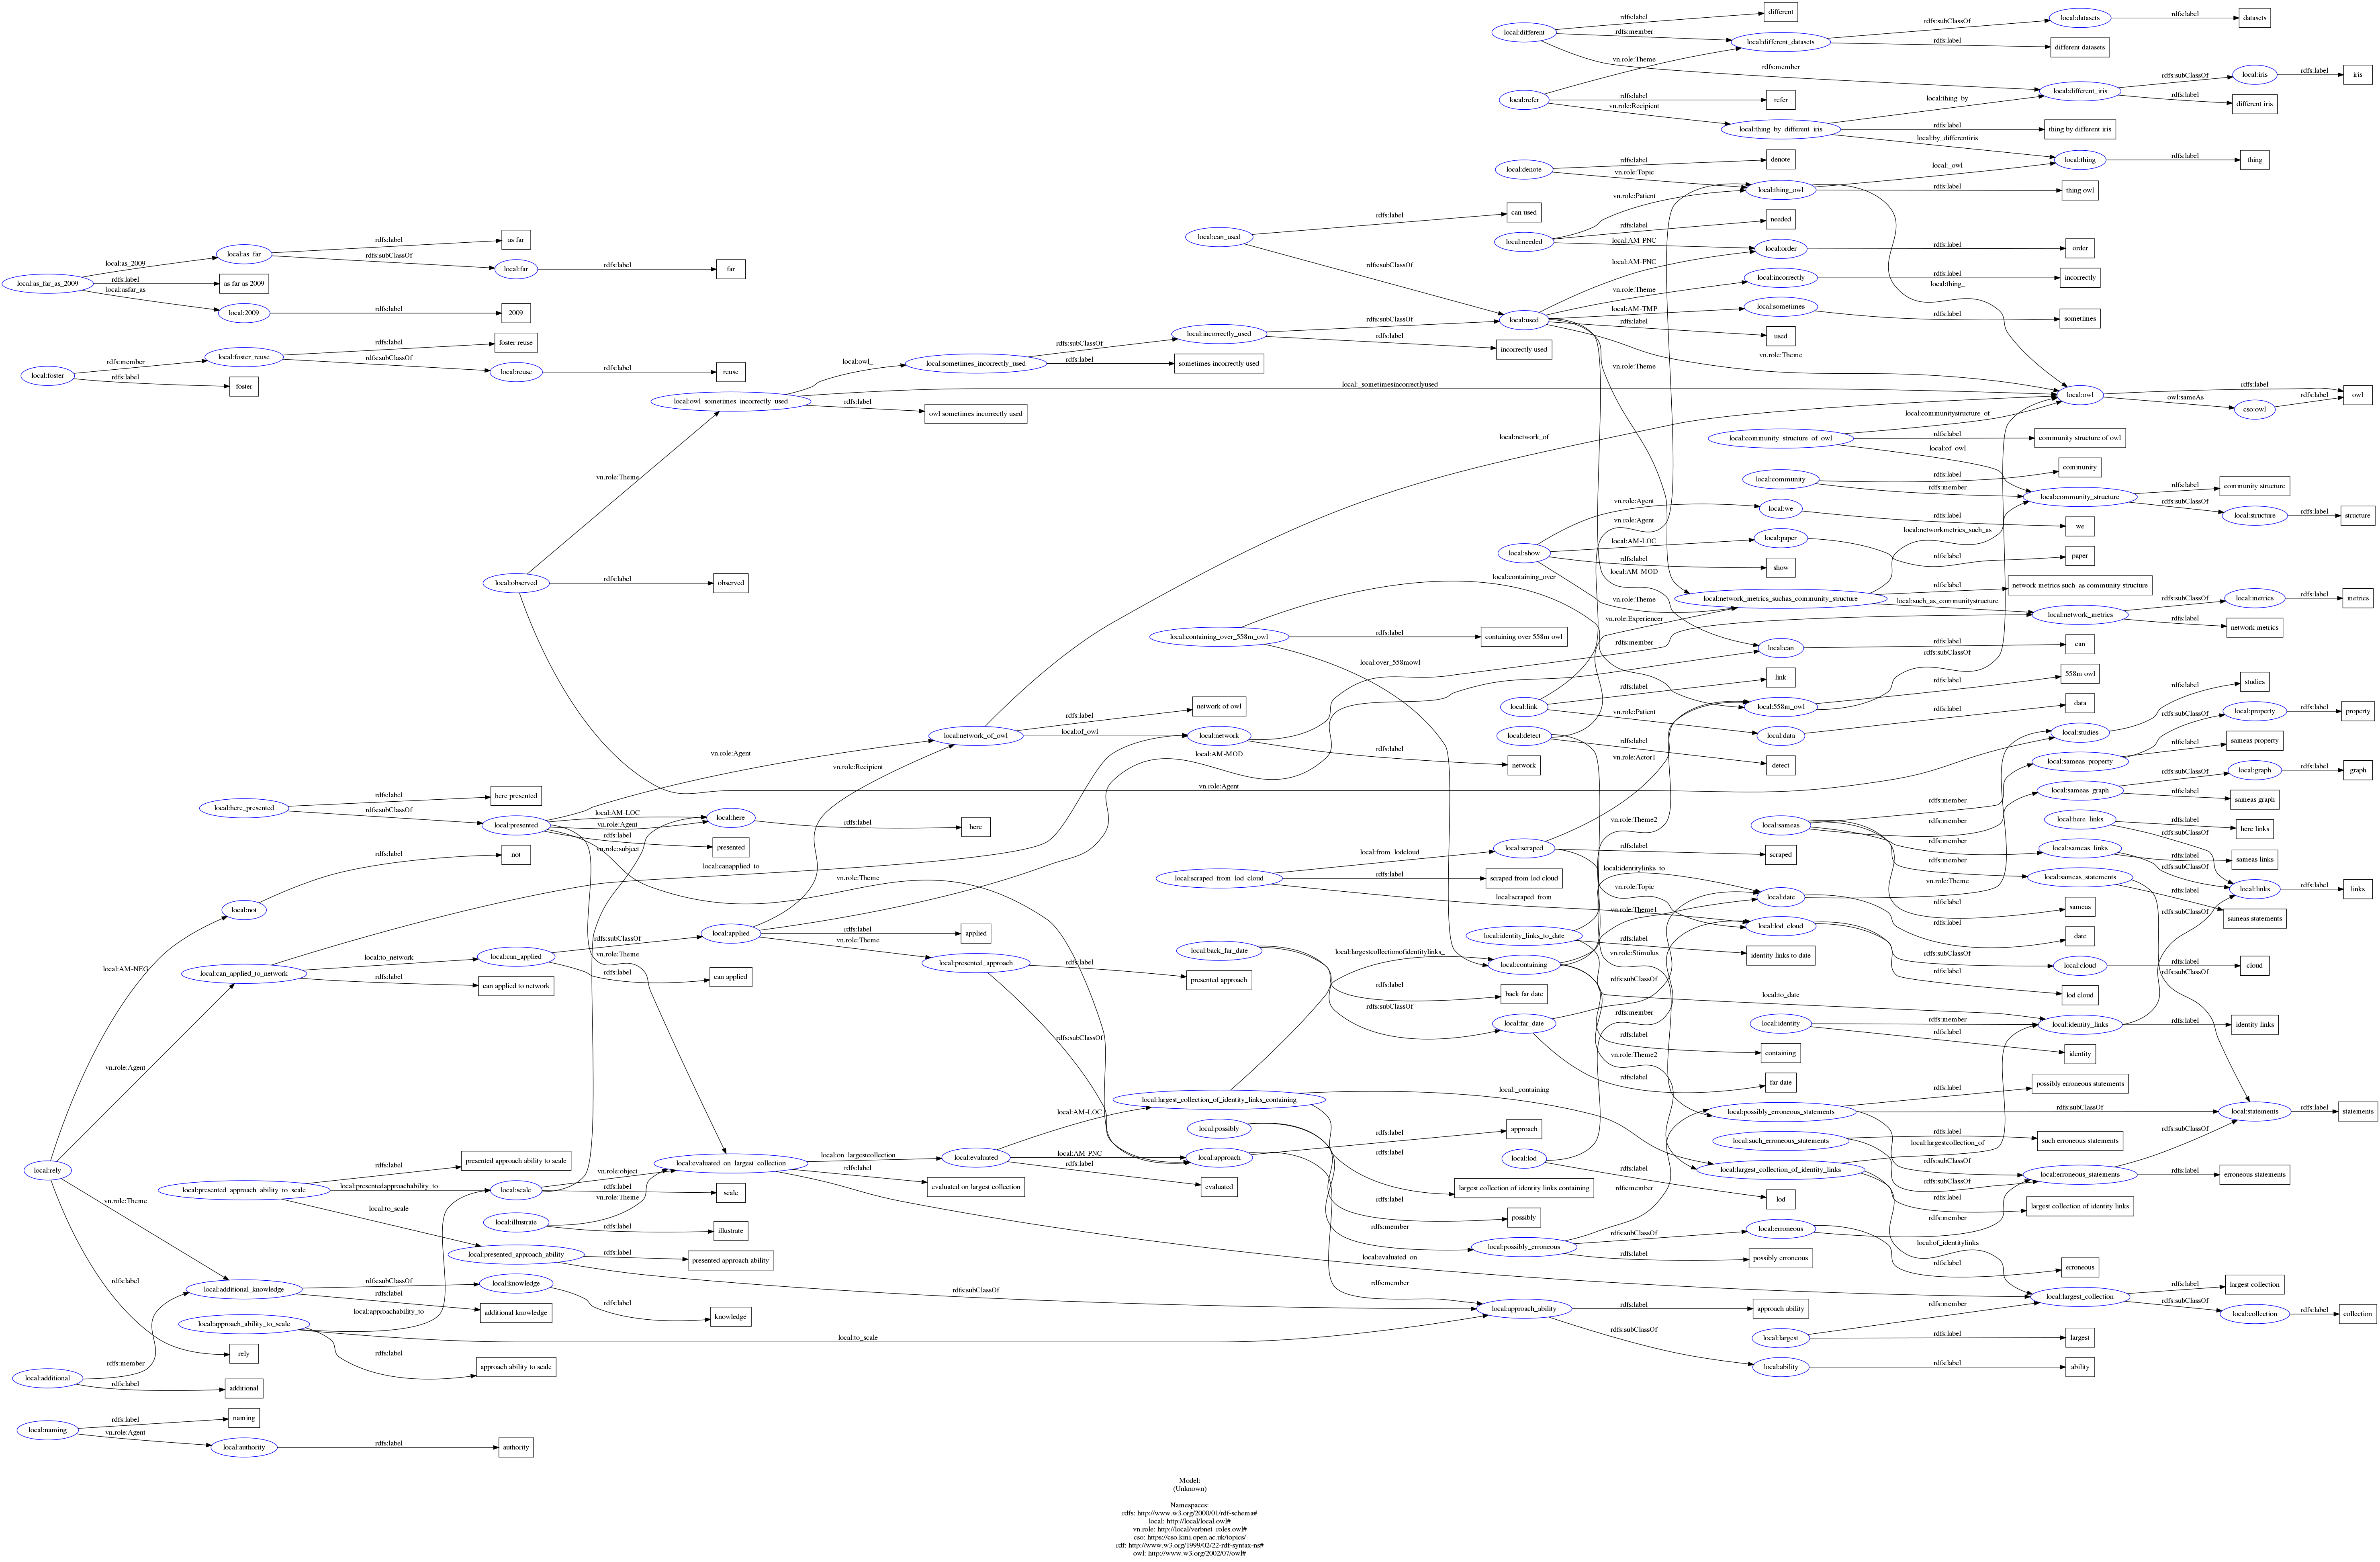 local:different
rdfs:label
different
rdfs:member
local:different_datasets
rdfs:subClassOf
local:datasets
rdfs:label
datasets
rdfs:label
different datasets
vn.role:Theme
rdfs:member
local:refer
rdfs:label
refer
vn.role:Recipient
local:thing_by_different_iris
local:thing_by
local:different_iris
rdfs:subClassOf
local:iris
rdfs:label
iris
rdfs:label
different iris
rdfs:label
thing by different iris
local:by_differentiris
local:thing
rdfs:label
thing
local:denote
rdfs:label
denote
vn.role:Topic
local:thing_owl
local:_owl
rdfs:label
thing owl
local:thing_
vn.role:Patient
local:needed
rdfs:label
needed
local:AM-PNC
local:order
rdfs:label
order
local:can_used
rdfs:label
can used
rdfs:subClassOf
local:used
local:AM-PNC
vn.role:Theme
local:incorrectly
rdfs:label
incorrectly
local:AM-TMP
local:sometimes
rdfs:label
sometimes
rdfs:label
used
vn.role:Theme
vn.role:Theme
local:as_far_as_2009
local:as_2009
local:as_far
rdfs:label
as far
rdfs:subClassOf
local:far
rdfs:label
far
rdfs:label
as far as 2009
local:asfar_as
local:2009
rdfs:label
2009
local:foster
rdfs:member
local:foster_reuse
rdfs:label
foster reuse
rdfs:subClassOf
local:reuse
rdfs:label
reuse
rdfs:label
foster
local:owl_sometimes_incorrectly_used
local:owl_
local:sometimes_incorrectly_used
rdfs:subClassOf
local:incorrectly_used
rdfs:subClassOf
rdfs:label
incorrectly used
rdfs:label
sometimes incorrectly used
local:_sometimesincorrectlyused
rdfs:label
owl sometimes incorrectly used
local:owl
rdfs:label
owl
owl:sameAs
cso:owl
rdfs:label
local:network_of
local:community_structure_of_owl
local:communitystructure_of
rdfs:label
community structure of owl
local:of_owl
local:community
rdfs:label
community
rdfs:member
local:community_structure
rdfs:label
community structure
rdfs:subClassOf
local:structure
rdfs:label
structure
vn.role:Theme
local:observed
rdfs:label
observed
vn.role:Agent
local:show
vn.role:Agent
local:we
rdfs:label
we
local:AM-LOC
local:paper
rdfs:label
paper
rdfs:label
show
vn.role:Theme
vn.role:Agent
local:AM-MOD
local:network_metrics_suchas_community_structure
local:networkmetrics_such_as
rdfs:label
network metrics such_as community structure
local:such_as_communitystructure
local:network_metrics
rdfs:subClassOf
local:metrics
rdfs:label
metrics
rdfs:label
network metrics
local:containing_over_558m_owl
local:containing_over
rdfs:label
containing over 558m owl
local:over_558mowl
vn.role:Experiencer
rdfs:member
local:can
rdfs:label
can
rdfs:subClassOf
local:link
rdfs:label
link
vn.role:Patient
local:data
rdfs:label
data
local:558m_owl
rdfs:label
558m owl
local:network_of_owl
rdfs:label
network of owl
local:of_owl
local:network
rdfs:label
network
local:AM-MOD
local:detect
rdfs:label
detect
vn.role:Actor1
vn.role:Agent
vn.role:Recipient
local:studies
rdfs:label
studies
local:sameas_property
rdfs:subClassOf
local:property
rdfs:label
property
rdfs:label
sameas property
local:sameas_graph
rdfs:subClassOf
local:graph
rdfs:label
graph
rdfs:label
sameas graph
local:here_presented
rdfs:label
here presented
rdfs:subClassOf
local:presented
local:AM-LOC
vn.role:Agent
local:here
rdfs:label
here
rdfs:label
presented
vn.role:subject
local:canapplied_to
vn.role:Theme
vn.role:Theme2
local:sameas
rdfs:member
rdfs:member
rdfs:member
local:sameas_links
rdfs:label
sameas links
rdfs:subClassOf
rdfs:member
local:sameas_statements
rdfs:label
sameas statements
rdfs:label
sameas
local:here_links
rdfs:label
here links
rdfs:subClassOf
local:links
rdfs:label
links
local:scraped_from_lod_cloud
local:from_lodcloud
local:scraped
rdfs:label
scraped
rdfs:label
scraped from lod cloud
local:scraped_from
local:identitylinks_to
vn.role:Topic
local:date
vn.role:Theme
rdfs:label
date
vn.role:Theme1
local:lod_cloud
rdfs:subClassOf
local:cloud
rdfs:label
cloud
rdfs:label
lod cloud
rdfs:label
not
local:not
local:AM-NEG
local:can_applied_to_network
local:to_network
local:can_applied
rdfs:subClassOf
local:applied
rdfs:label
applied
vn.role:Theme
local:presented_approach
rdfs:label
presented approach
rdfs:subClassOf
rdfs:label
can applied
rdfs:label
can applied to network
vn.role:Theme
local:back_far_date
rdfs:label
back far date
rdfs:subClassOf
local:far_date
rdfs:subClassOf
rdfs:label
far date
local:largestcollectionofidentitylinks_
local:identity_links_to_date
rdfs:label
identity links to date
vn.role:Stimulus
local:containing
rdfs:label
containing
local:to_date
rdfs:member
vn.role:Theme2
local:identity
rdfs:member
rdfs:label
identity
local:identity_links
rdfs:label
identity links
rdfs:subClassOf
rdfs:subClassOf
vn.role:Agent
local:rely
vn.role:Theme
rdfs:label
rely
local:largest_collection_of_identity_links_containing
local:_containing
rdfs:label
largest collection of identity links containing
local:AM-LOC
local:possibly
rdfs:label
possibly
rdfs:member
local:evaluated_on_largest_collection
local:on_largestcollection
local:evaluated
local:AM-PNC
local:approach
rdfs:label
approach
rdfs:member
rdfs:label
evaluated
rdfs:label
evaluated on largest collection
local:evaluated_on
local:lod
rdfs:label
lod
local:possibly_erroneous_statements
rdfs:label
possibly erroneous statements
rdfs:subClassOf
local:statements
rdfs:label
statements
rdfs:subClassOf
local:such_erroneous_statements
rdfs:label
such erroneous statements
rdfs:subClassOf
local:erroneous_statements
rdfs:subClassOf
rdfs:label
erroneous statements
local:largest_collection_of_identity_links
local:largestcollection_of
rdfs:label
largest collection of identity links
local:of_identitylinks
local:presented_approach_ability_to_scale
rdfs:label
presented approach ability to scale
local:presentedapproachability_to
local:scale
vn.role:object
rdfs:label
scale
local:to_scale
local:illustrate
vn.role:Theme
rdfs:label
illustrate
local:presented_approach_ability
rdfs:label
presented approach ability
rdfs:subClassOf
local:possibly_erroneous
rdfs:member
rdfs:subClassOf
local:erroneous
rdfs:member
rdfs:label
erroneous
rdfs:label
possibly erroneous
local:additional_knowledge
rdfs:subClassOf
local:knowledge
rdfs:label
knowledge
rdfs:label
additional knowledge
local:approach_ability_to_scale
local:approachability_to
local:to_scale
rdfs:label
approach ability to scale
local:approach_ability
rdfs:label
approach ability
rdfs:subClassOf
local:ability
rdfs:label
ability
local:largest
rdfs:member
rdfs:label
largest
local:largest_collection
rdfs:label
largest collection
rdfs:subClassOf
local:collection
rdfs:label
collection
local:additional
rdfs:member
rdfs:label
additional
local:naming
rdfs:label
naming
vn.role:Agent
local:authority
rdfs:label
authority
Model:
(Unknown)
Namespaces:
rdfs: http://www.w3.org/2000/01/rdf-schema#
local: http://local/local.owl#
vn.role: http://local/verbnet_roles.owl#
cso: https://cso.kmi.open.ac.uk/topics/
rdf: http://www.w3.org/1999/02/22-rdf-syntax-ns#
owl: http://www.w3.org/2002/07/owl#